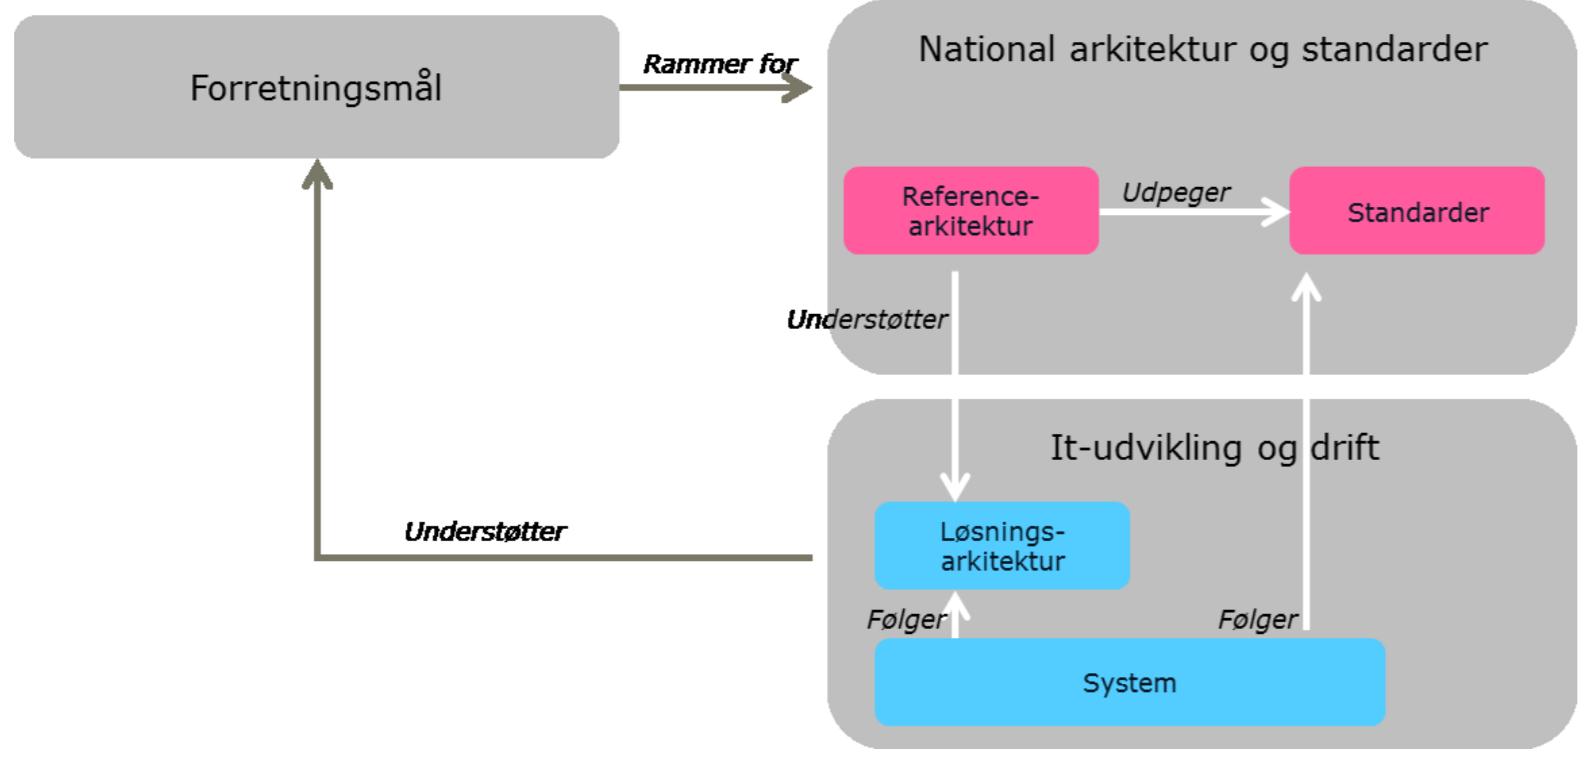 Forretningsmål
Rammer for
National arkitektur og standarder
Reference-
arkitektur
Udpeger
Standarder
Understøtter
It-udvikling og drift
Understøtter
Løsnings-
arkitektur
Følger
Følger
System